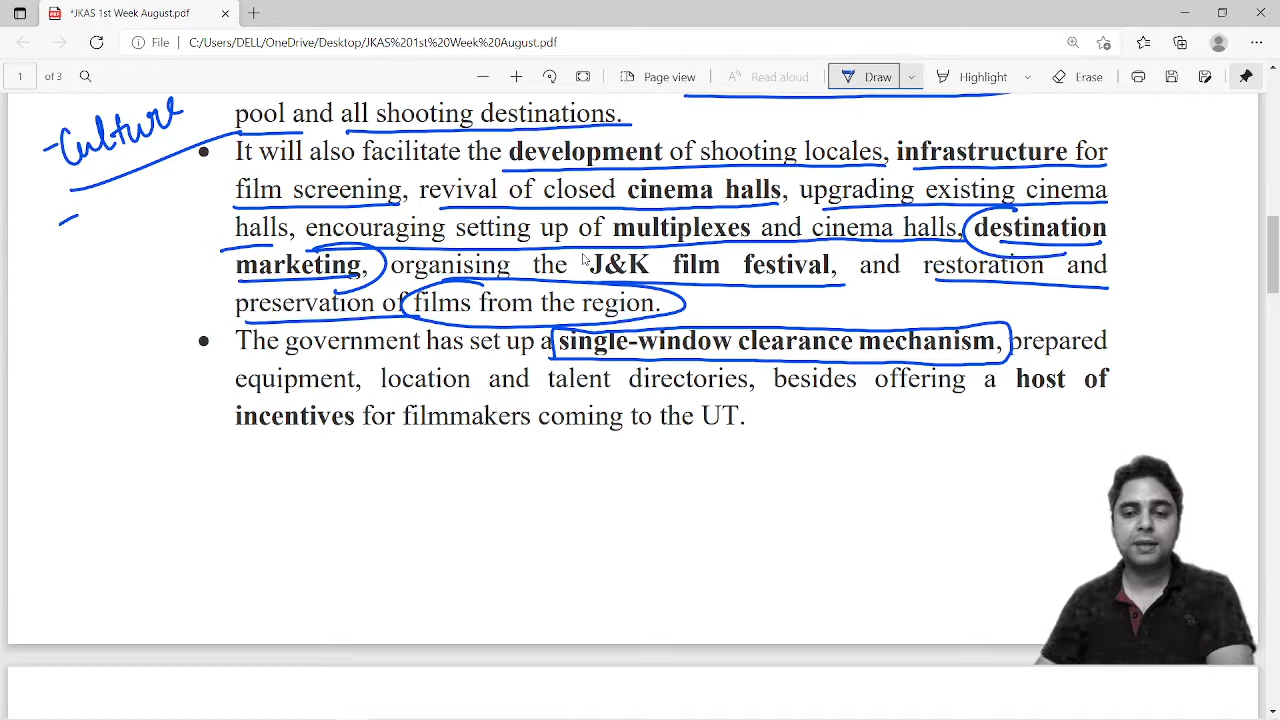 *JKAS 1st Week August.pdf
File C:/Users/DELL/OneDrive/Desktop/JKAS%201st%20Week%20August.pdf
1 of 3 Page view Read aloud Draw Highlight Erase
pool and all shooting destinations.
-Culture
-
• It will also facilitate the development of shooting locales, infrastructure for
film screening, revival of closed cinema halls, upgrading existing cinema
halls, encouraging setting up of multiplexes and cinema halls, destination
marketing, organising the J&K film festival, and restoration and
preservation of films from the region.
• The government has set up a single-window clearance mechanism, prepared
equipment, location and talent directories, besides offering a host of
incentives for filmmakers coming to the UT.